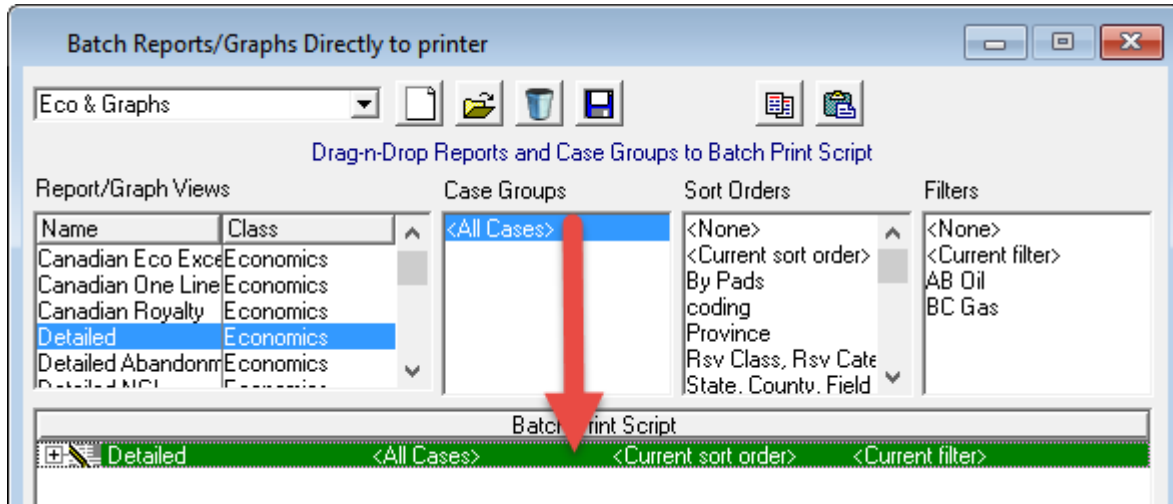 Batch Reports/Graphs Directly to printer
Eco & Graphs
Drag-n-Drop Reports and Case Groups to Batch Print Script
Report/Graph Views
Case Groups
Sort Orders
Filters
Name Class
Canadian Eco Exce Economics
Canadian One Line Economics
Canadian Royalty Economics
Detailed Economics
Detailed Abandonm Economics
<All Cases>
<None>
<Current sort order>
By Pads
coding
Province
Rsv Class, Rsv Cate
State, County, Field
<None>
<Current filter>
AB Oil
BC Gas
Batch Print Script
Detailed <All Cases> <Current sort order> <Current filter>